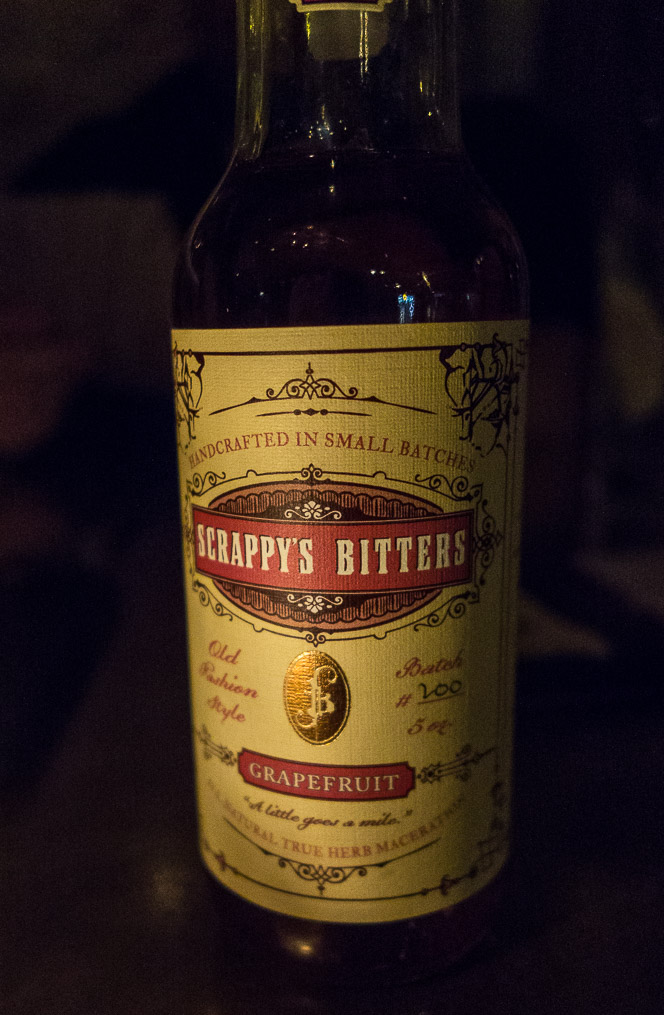 HANDCRAFTED IN SMALL BATCHES
SCRAPPY'S BITTERS
Old
Fashion
Style
SB
Batch
# 200
5 oz.
GRAPEFRUIT
"A little goes a mile."
ALL NATURAL TRUE HERB MACERATION